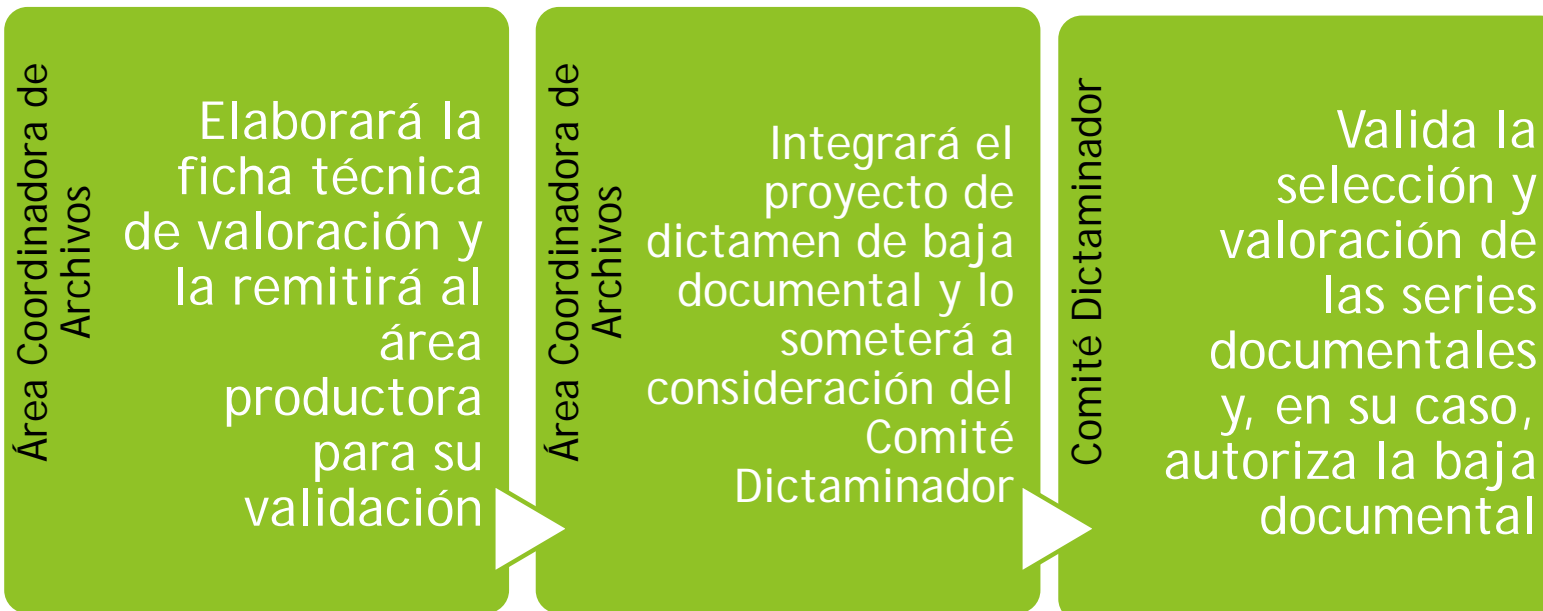 Área Coordinadora de
Archivos
Elaborará la
ficha técnica
de valoración y
la remitirá al
área
productora
para su
validación
Área Coordinadora de
Archivos
Integrará el
proyecto de
dictamen de baja
documental y lo
someterá a
consideración del
Comité
Dictaminador
Comité Dictaminador
Valida la
selección y
valoración de
las series
documentales
y, en su caso,
autoriza la baja
documental